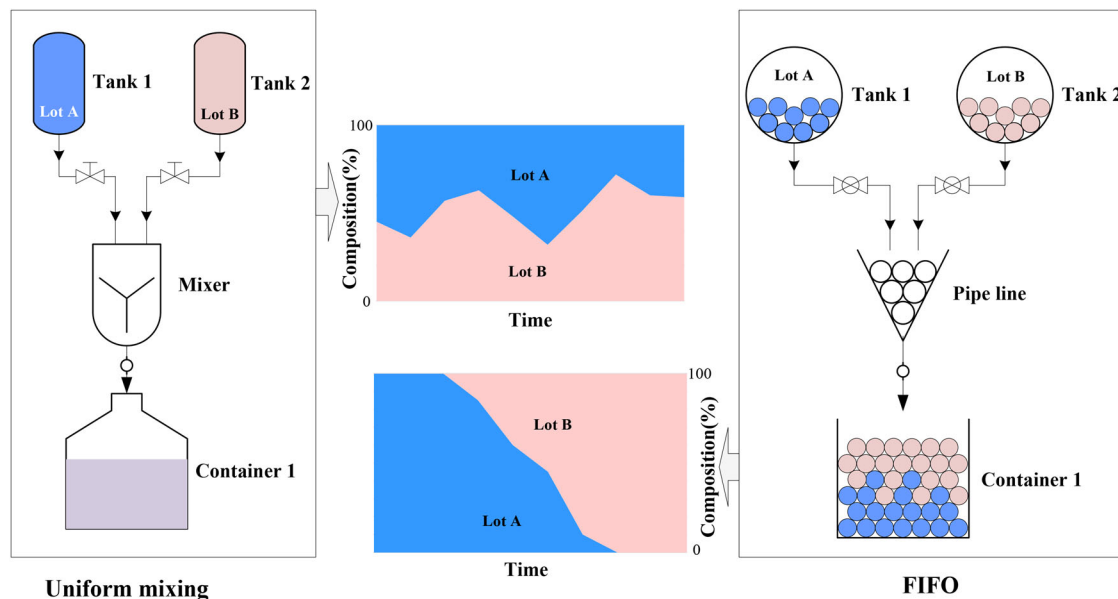 Tank 1
Lot A
Tank 2
Lot B
Mixer
Container 1
Uniform mixing
100
Composition(%)
0
Lot A
Lot B
Time
100
Composition(%)
0
Lot B
Lot A
Time
Lot A
Tank 1
Lot B
Tank 2
Pipe line
Container 1
FIFO